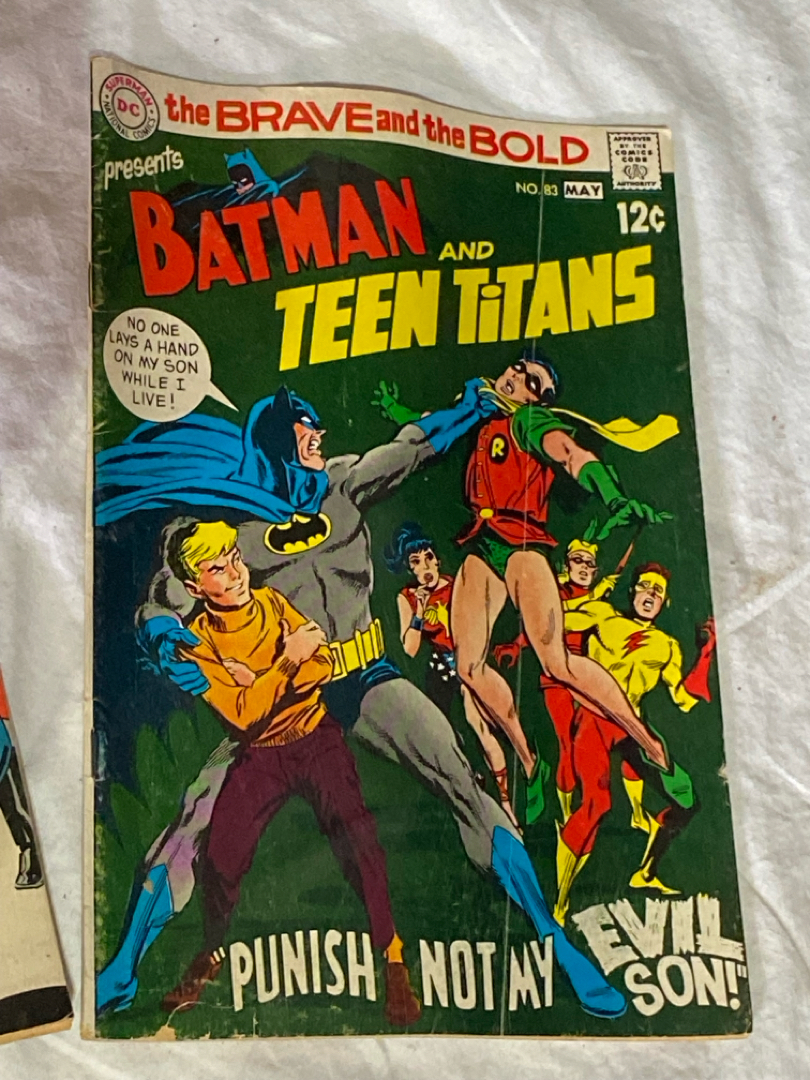 SUPERMAN
DC
NATIONAL COMICS
the BRAVE and the BOLD
APPROVED
BY THE
COMICS
CODE
AUTHORITY
presents
NO. 83 MAY
12¢
BATMAN
AND
TEEN TITANS
NO ONE
LAYS A HAND
ON MY SON
WHILE I
LIVE!
R
"PUNISH NOT MY EVIL
SON!"